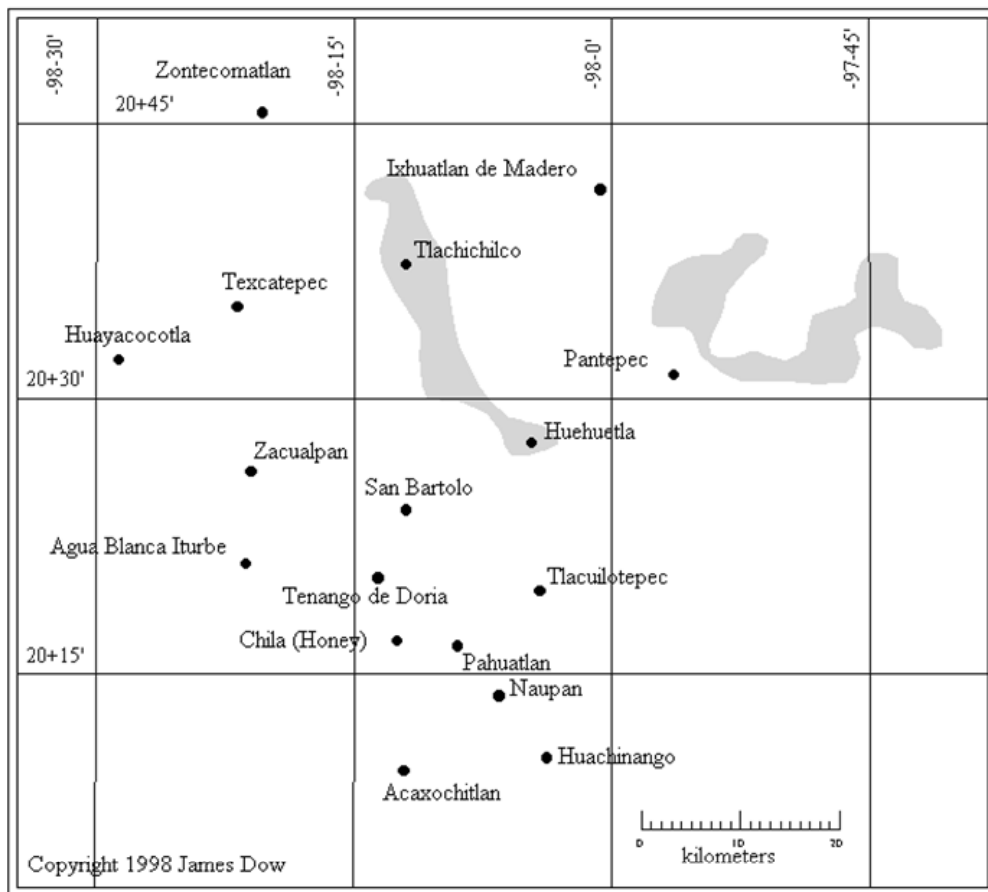 -98-30'
-98-15'
-98-0'
-97-45'
Zontecomatlan
20+45'
Ixhuatlan de Madero
Tlachichilco
Texcatepec
Huayacocotla
Pantepec
20+30'
Huehuetla
Zacualpan
San Bartolo
Agua Blanca Iturbe
Tlacuilotepec
Tenango de Doria
Chila (Honey)
Pahuatlan
20+15'
Naupan
Huachinango
Acaxochitlan
0 10 20
kilometers
Copyright 1998 James Dow